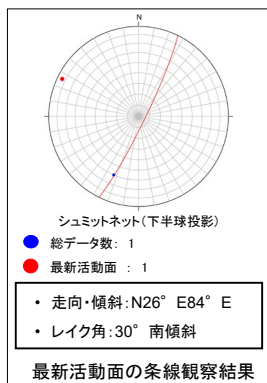 N
シュミットネット(下半球投影)
総データ数: 1
最新活動面 : 1
• 走向・傾斜:N26° E84° E
• レイク角:30° 南傾斜
最新活動面の条線観察結果